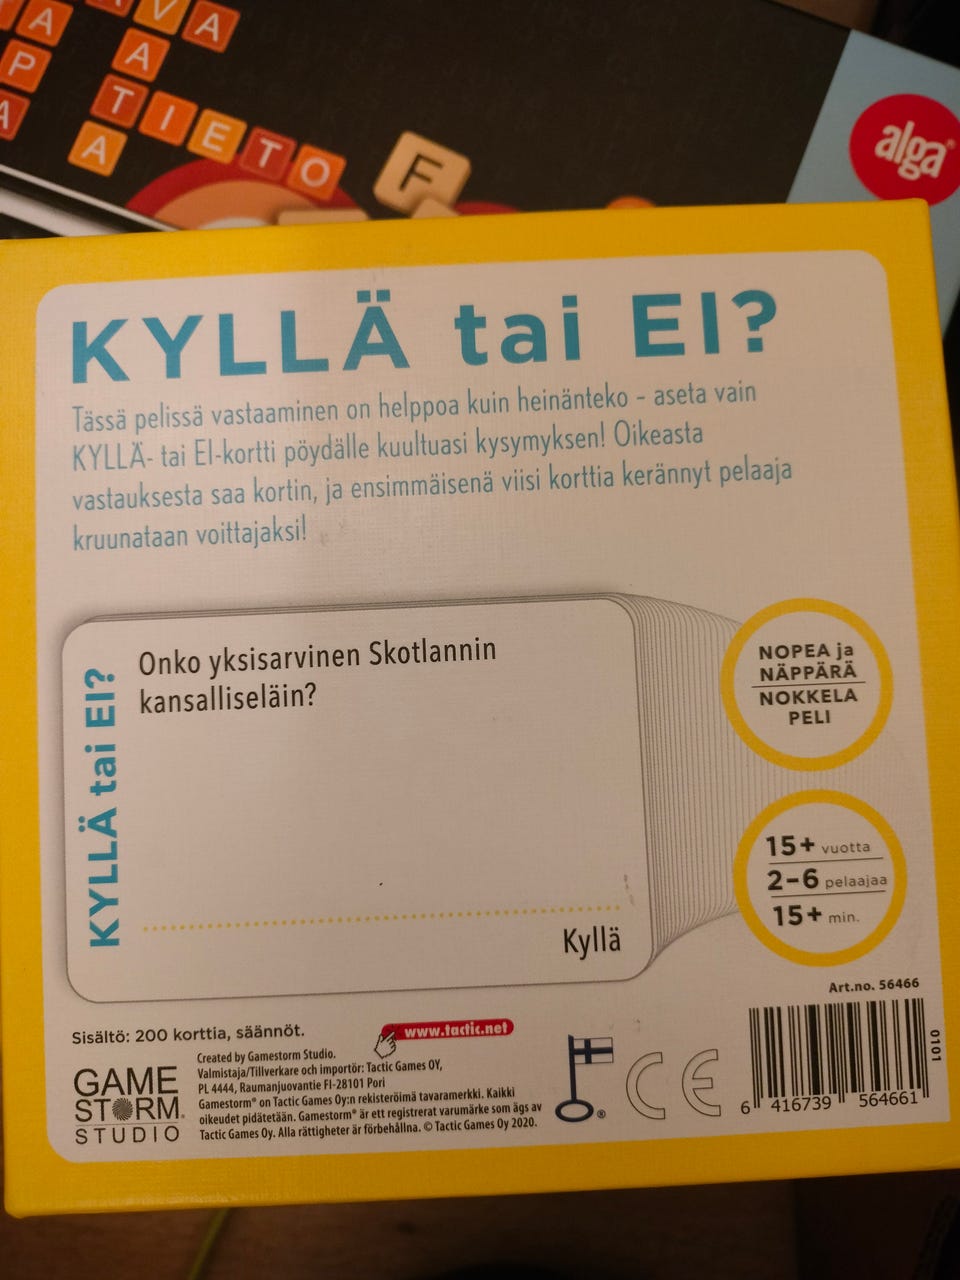 TIETO
F
alga
KYLLÄ tai EI?
Tässä pelissä vastaaminen on helppoa kuin heinänteko - aseta vain
KYLLÄ- tai EI-kortti pöydälle kuultuasi kysymyksen! Oikeasta
vastauksesta saa kortin, ja ensimmäisenä viisi korttia kerännyt pelaaja
kruunataan voittajaksi!
KYLLÄ tai EI?
Onko yksisarvinen Skotlannin
kansalliseläin?
Kyllä
NOPEA ja
NÄPPÄRÄ
NOKKELA
PELI
15+ vuotta
2-6 pelaajaa
15+ min.
Art.no. 56466
Sisältö: 200 korttia, säännöt.
www.tactic.net
GAME
STORM®
STUDIO
Created by Gamestorm Studio.
Valmistaja/Tillverkare och importör: Tactic Games OY,
PL 4444, Raumanjuovantie FI-28101 Pori
Gamestorm® on Tactic Games Oy:n rekisteröimä tavaramerkki. Kaikki
oikeudet pidätetään. Gamestorm® är ett registrerat varumärke som ägs av
Tactic Games Oy. Alla rättigheter är förbehållna. © Tactic Games Oy 2020.
®
CE
6 416739 564661
0101